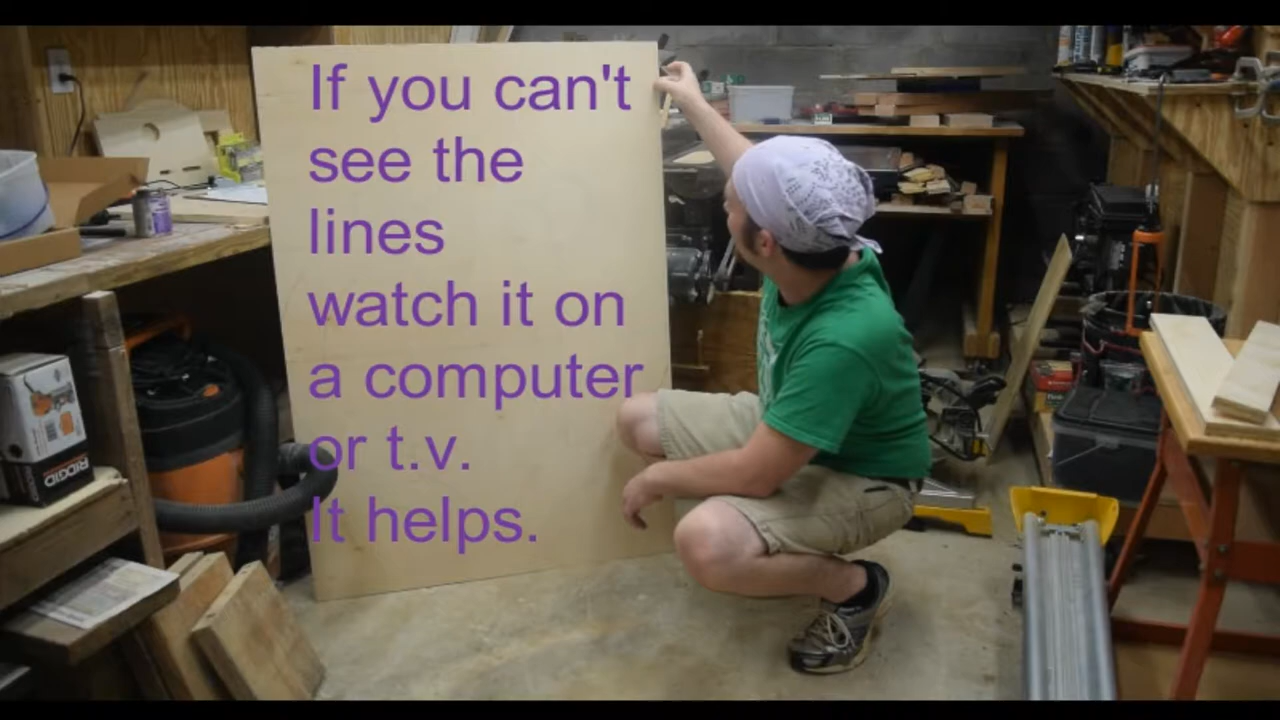 If you can't
see the
lines
watch it on
a computer
or t.v.
It helps.
RIDGID